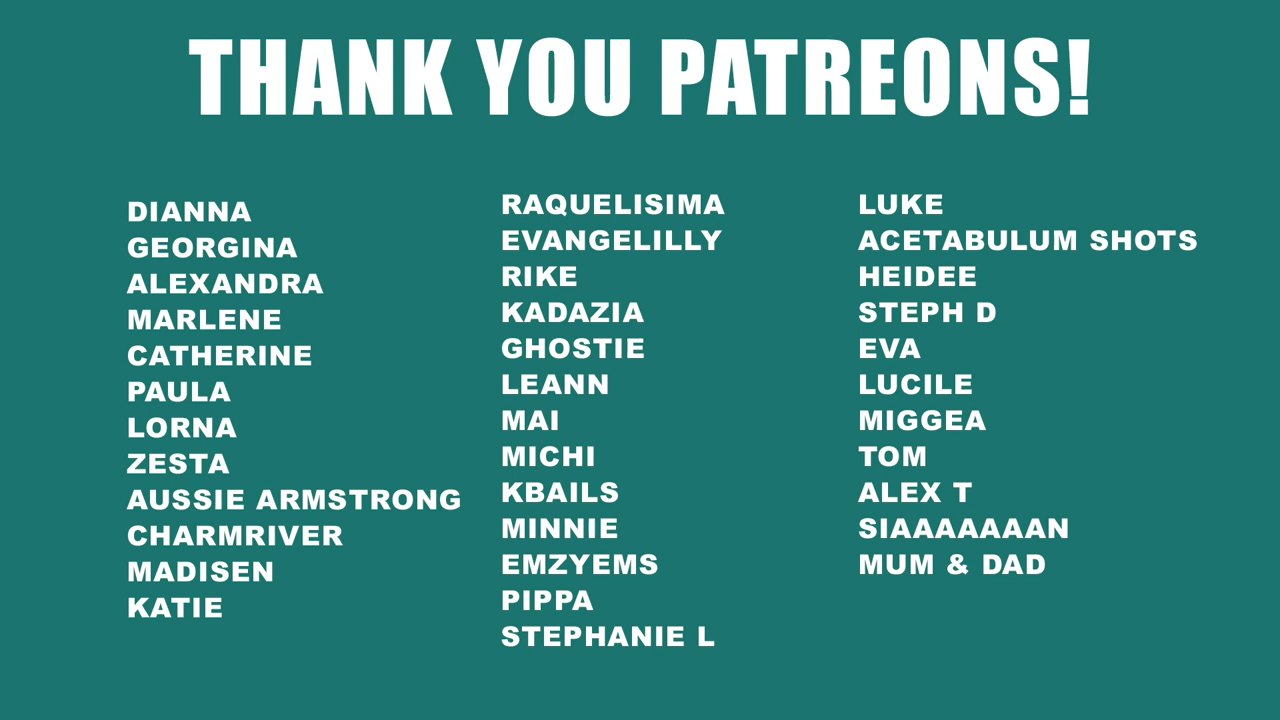 THANK YOU PATREONS!
DIANNA
GEORGINA
ALEXANDRA
MARLENE
CATHERINE
PAULA
LORNA
ZESTA
AUSSIE ARMSTRONG
CHARMRIVER
MADISEN
KATIE
RAQUELISIMA
EVANGELILLY
RIKE
KADAZIA
GHOSTIE
LEANN
MAI
MICHI
KBAILS
MINNIE
EMZYEMS
PIPPA
STEPHANIE L
LUKE
ACETABULUM SHOTS
HEIDEE
STEPH D
EVA
LUCILE
MIGGEA
TOM
ALEX T
SIAAAAAAAN
MUM & DAD